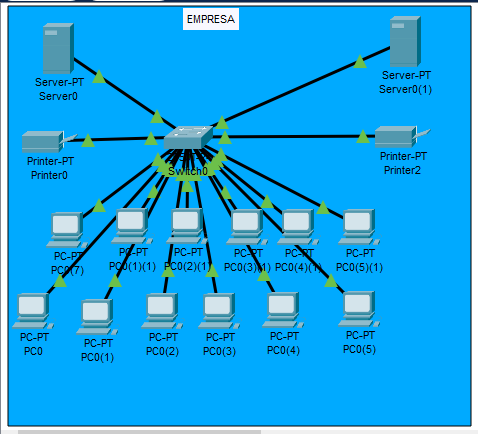 EMPRESA
Server-PT
Server0
Server-PT
Server0(1)
Printer-PT
Printer0
Switch0
Printer-PT
Printer2
PC-PT
PC0(7)
PC-PT
PC0(1)(1)
PC-PT
PC0(2)(1)
PC-PT
PC0(3)(1)
PC-PT
PC0(4)(1)
PC-PT
PC0(5)(1)
PC-PT
PC0
PC-PT
PC0(1)
PC-PT
PC0(2)
PC-PT
PC0(3)
PC-PT
PC0(4)
PC-PT
PC0(5)